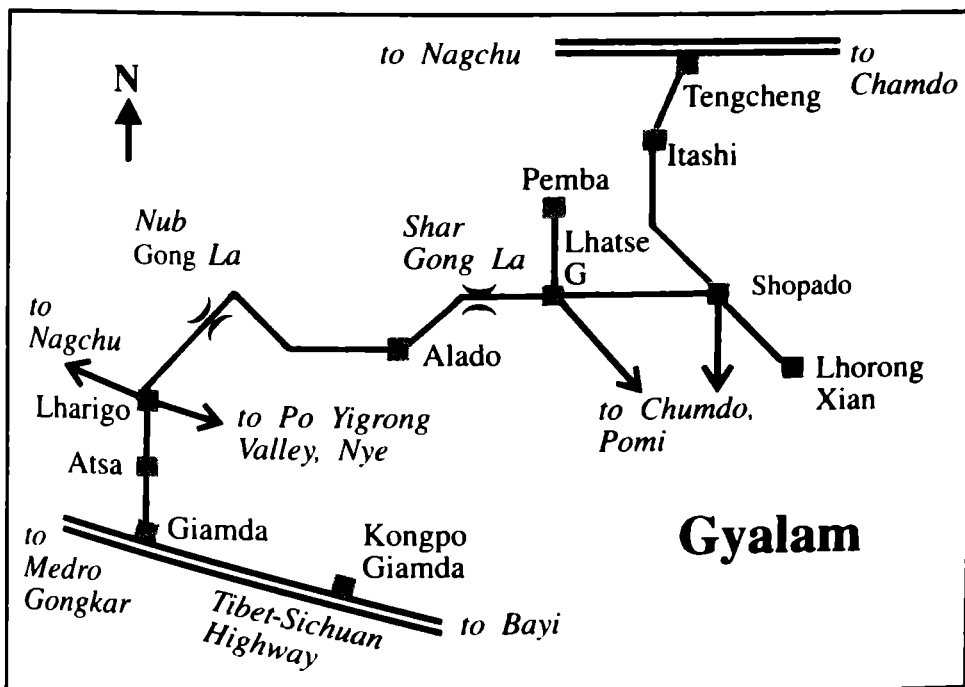 to Nagchu
to
Chamdo
N
Tengcheng
Itashi
Pemba
Nub
Gong La
Shar
Gong La
Lhatse
G
Shopado
to
Nagchu
Alado
Lhorong
Xian
Lharigo
to Po Yigrong
Valley, Nye
to Chumdo,
Pomi
Atsa
Giamda
Kongpo
Giamda
Gyalam
to
Medro
Gongkar
Tibet-Sichuan
Highway
to Bayi